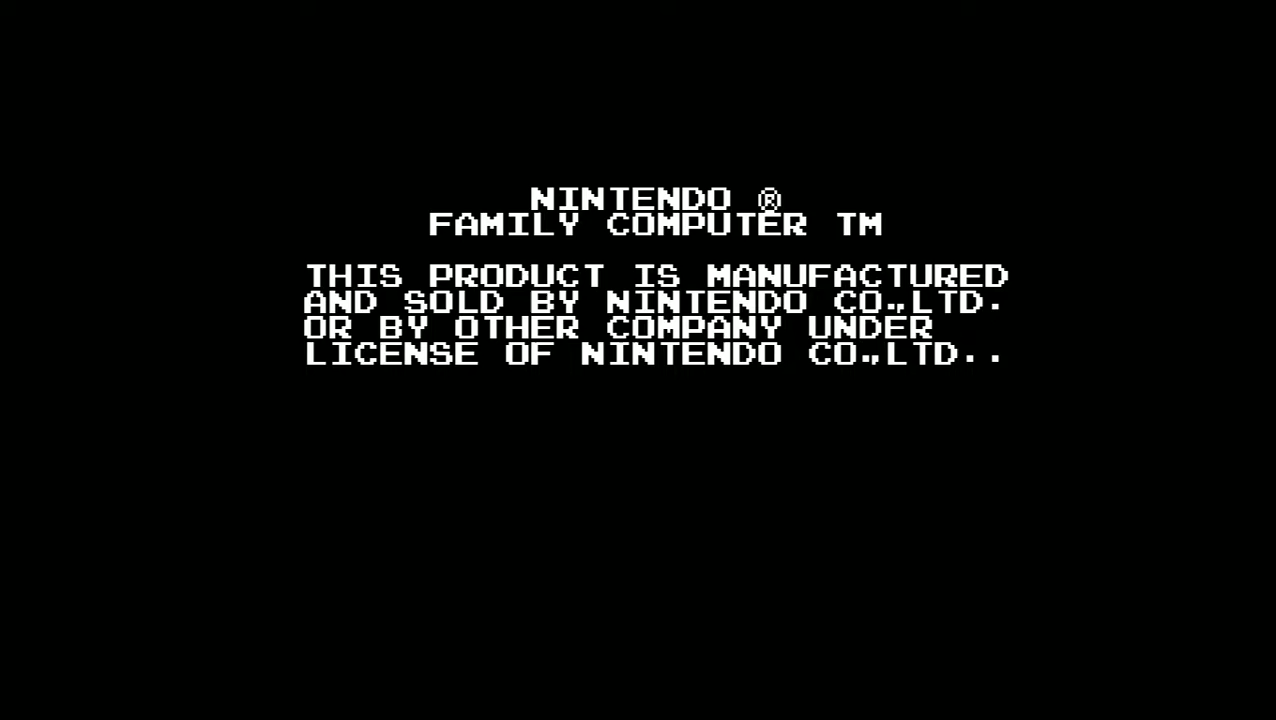 NINTENDO ®
FAMILY COMPUTER TM
THIS PRODUCT IS MANUFACTURED
AND SOLD BY NINTENDO CO.,LTD.
OR BY OTHER COMPANY UNDER
LICENSE OF NINTENDO CO.,LTD..